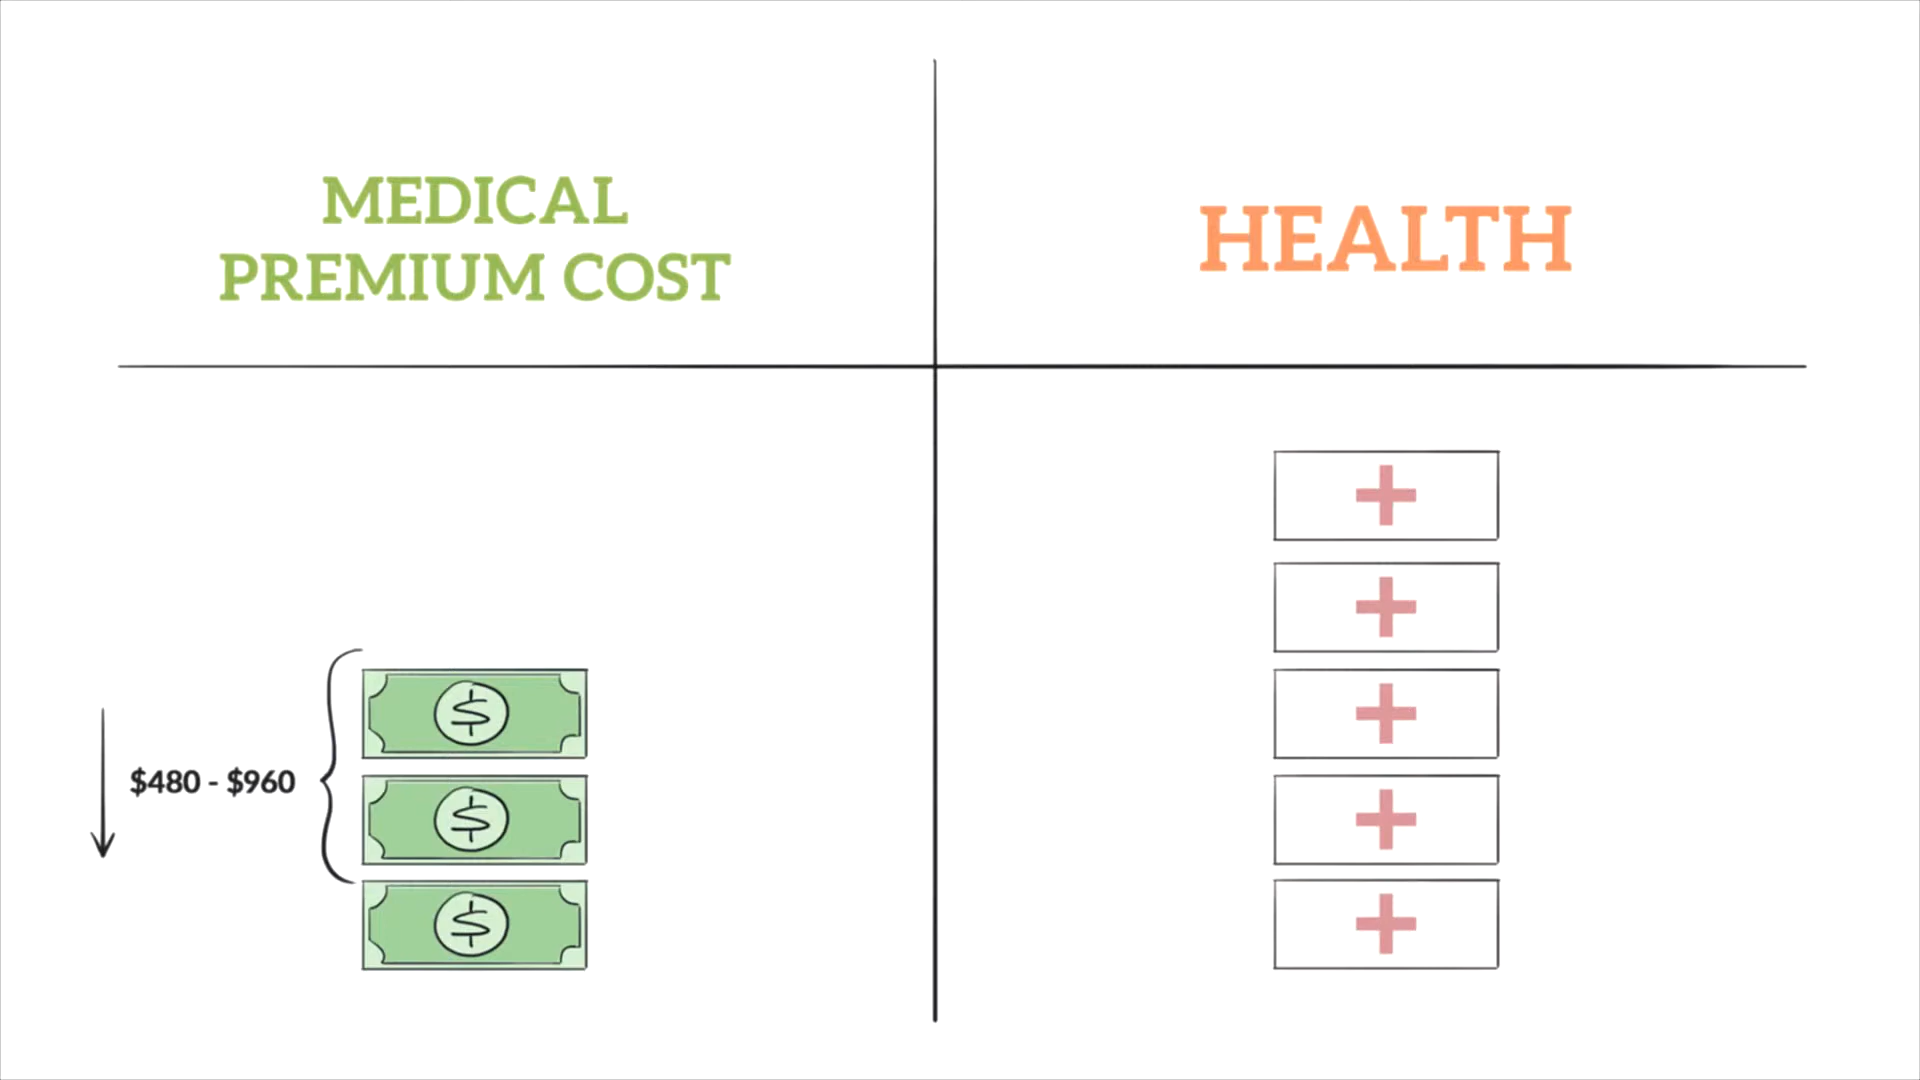 MEDICAL
PREMIUM COST
HEALTH
$
$480 - $960
$
$